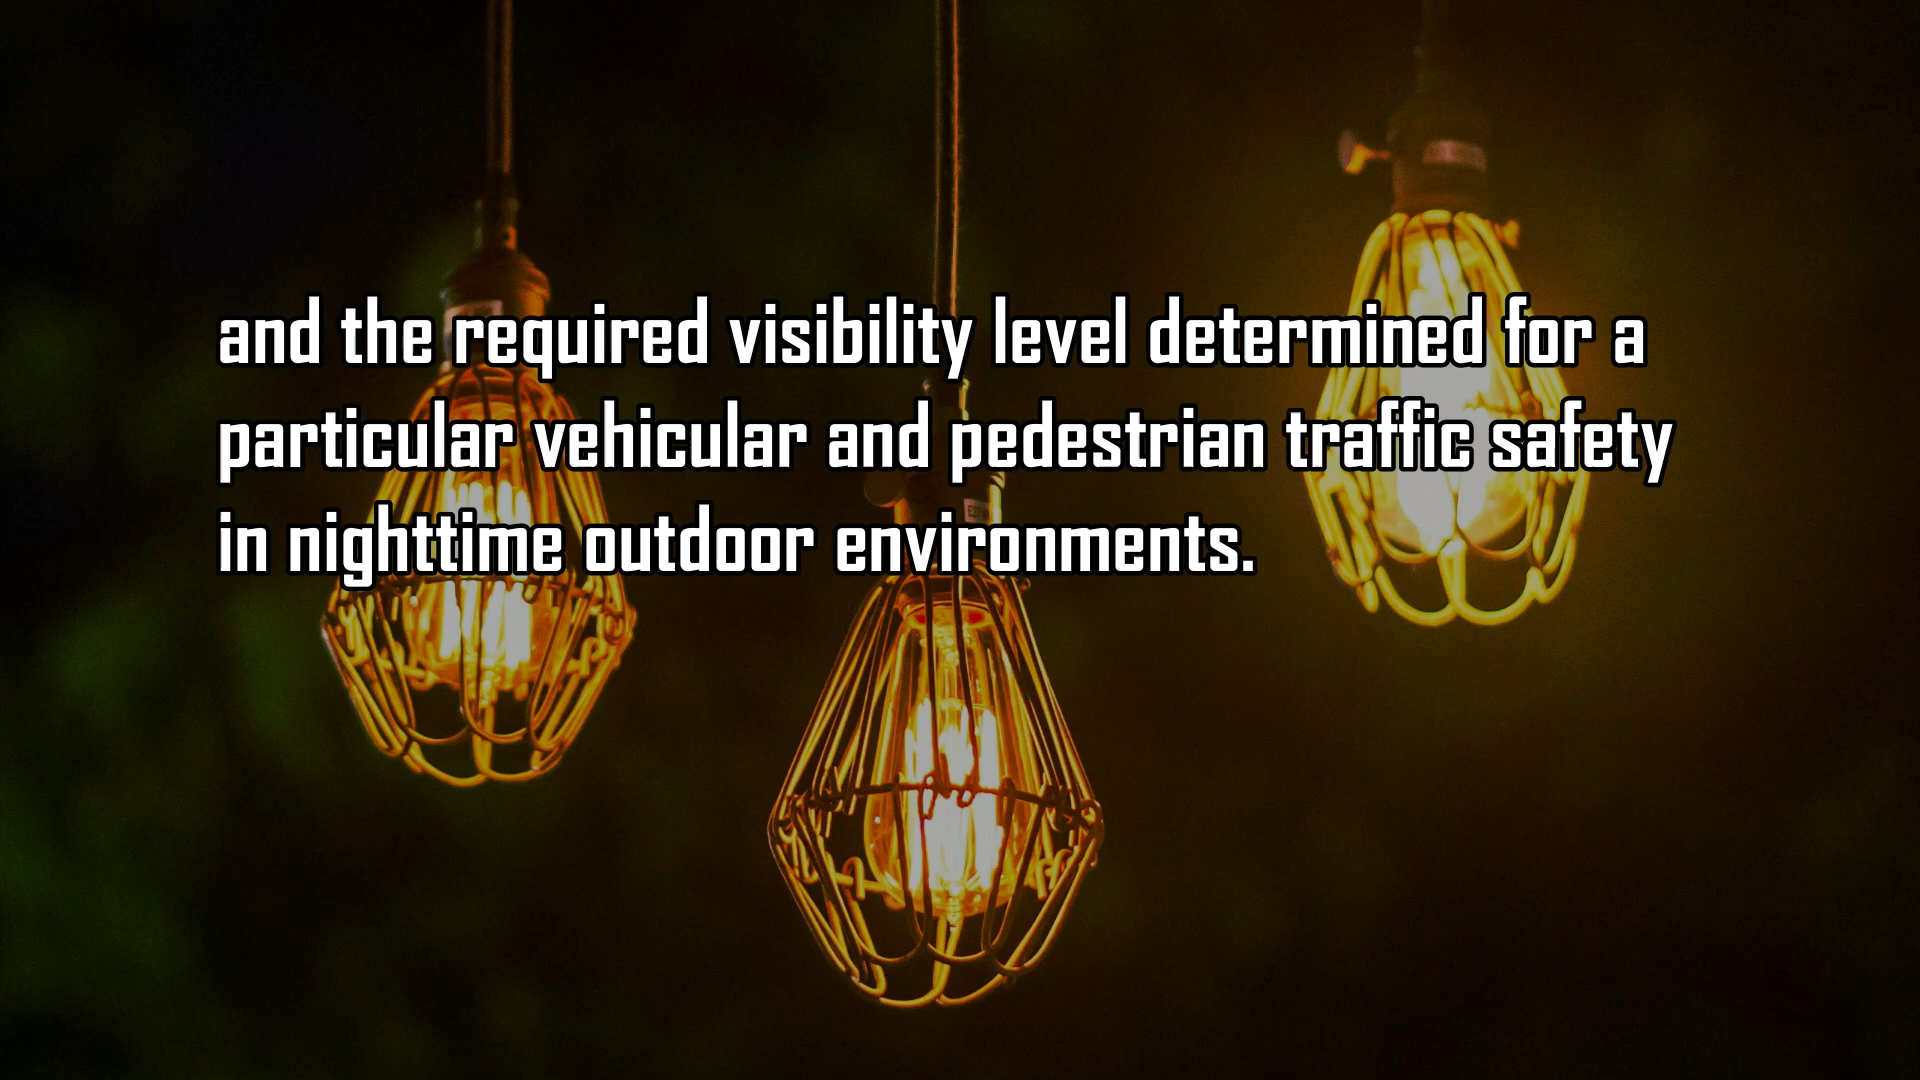 and the required visibility level determined for a
particular vehicular and pedestrian traffic safety
in nighttime outdoor environments.